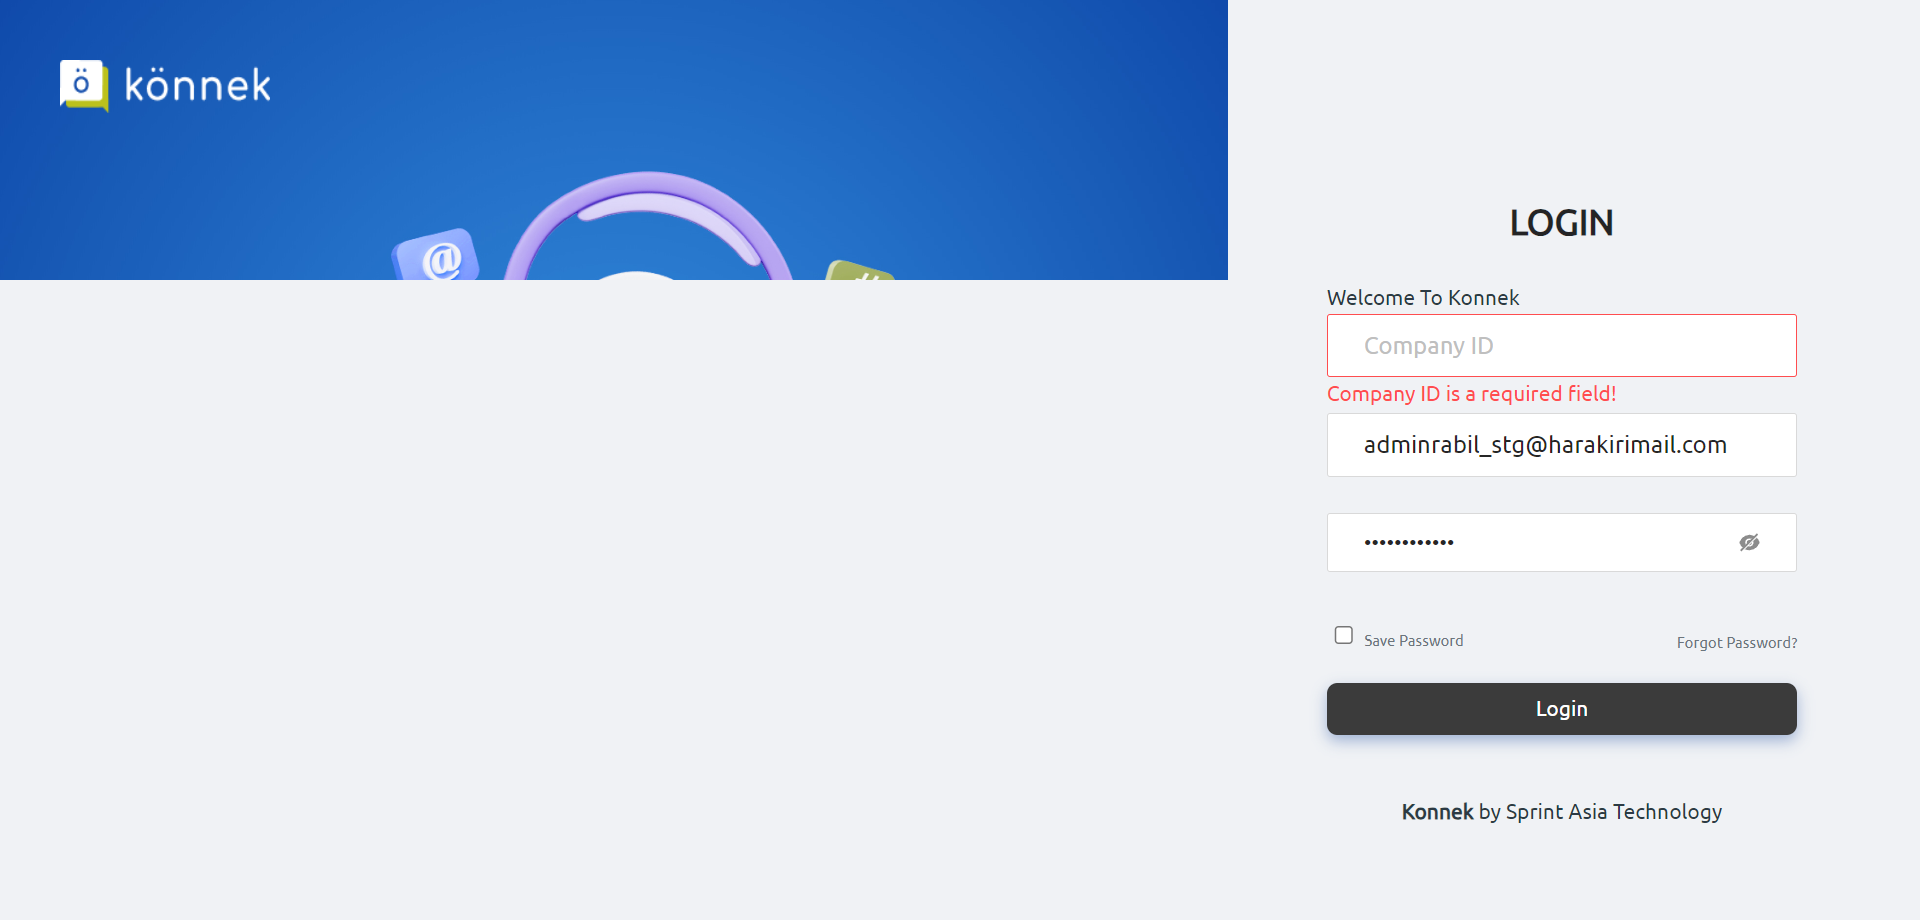 ö könnek
@
#
LOGIN
Welcome To Konnek
Company ID
Company ID is a required field!
adminrabil_stg@harakirimail.com
••••••••••••
Save Password
Forgot Password?
Login
Konnek by Sprint Asia Technology